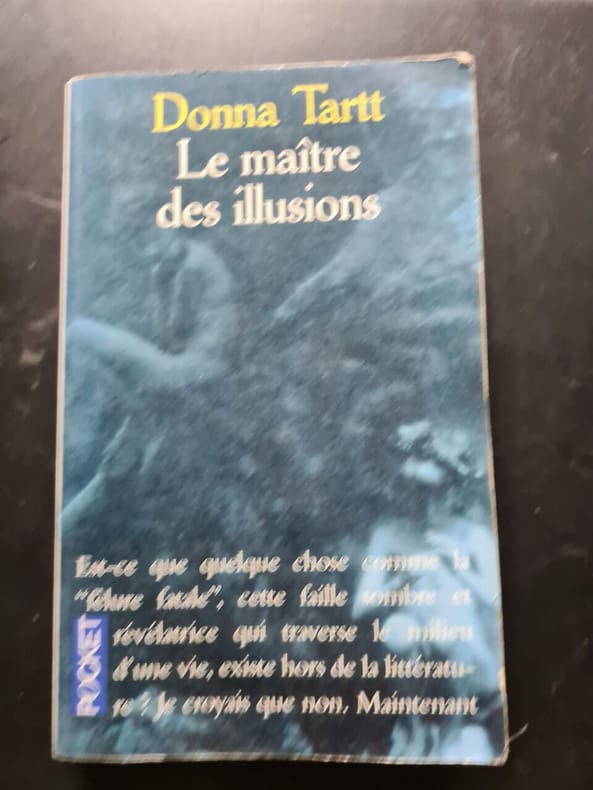 Donna Tartt
Le maître
des illusions
Est-ce que quelque chose comme la
"fêlure fatale", cette faille sombre et
révélatrice qui traverse le milieu
d'une vie, existe hors de la littératu-
re ? Je croyais que non. Maintenant
POCKET